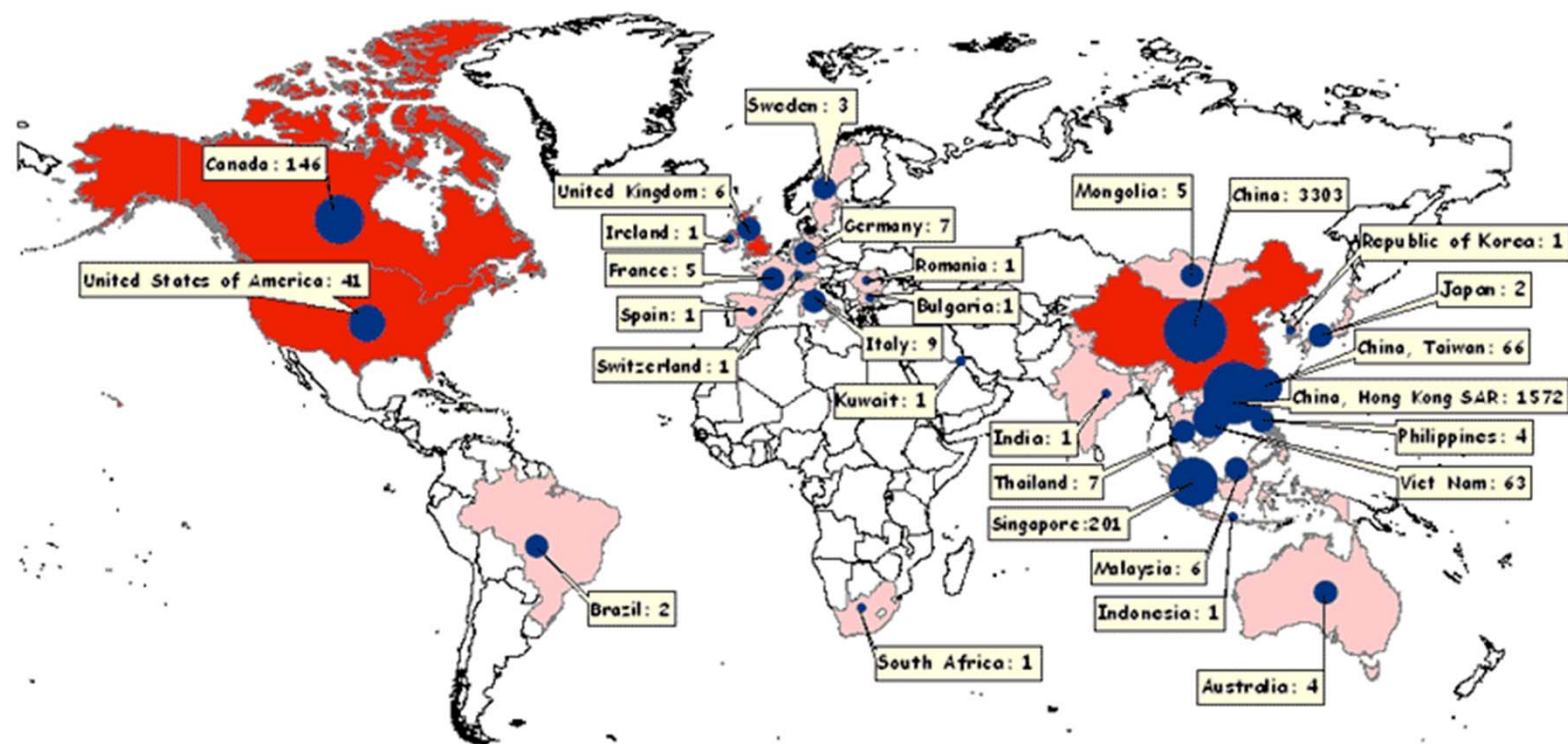 Sweden: 3
Canada: 146
United Kingdom: 6
Mongolia: 5
China: 3303
Ireland: 1
Germany: 7
Republic of Korea: 1
France: 5
Romania: 1
United States of America: 41
Japan: 2
Spain: 1
Bulgaria:1
Italy: 9
China, Taiwan: 66
Switzerland: 1
Kuwait: 1
China, Hong Kong SAR: 1572
India: 1
Philippines: 4
Thailand: 7
Viet Nam: 63
Singapore:201
Malaysia: 6
Brazil: 2
Indonesia: 1
South Africa: 1
Australia: 4